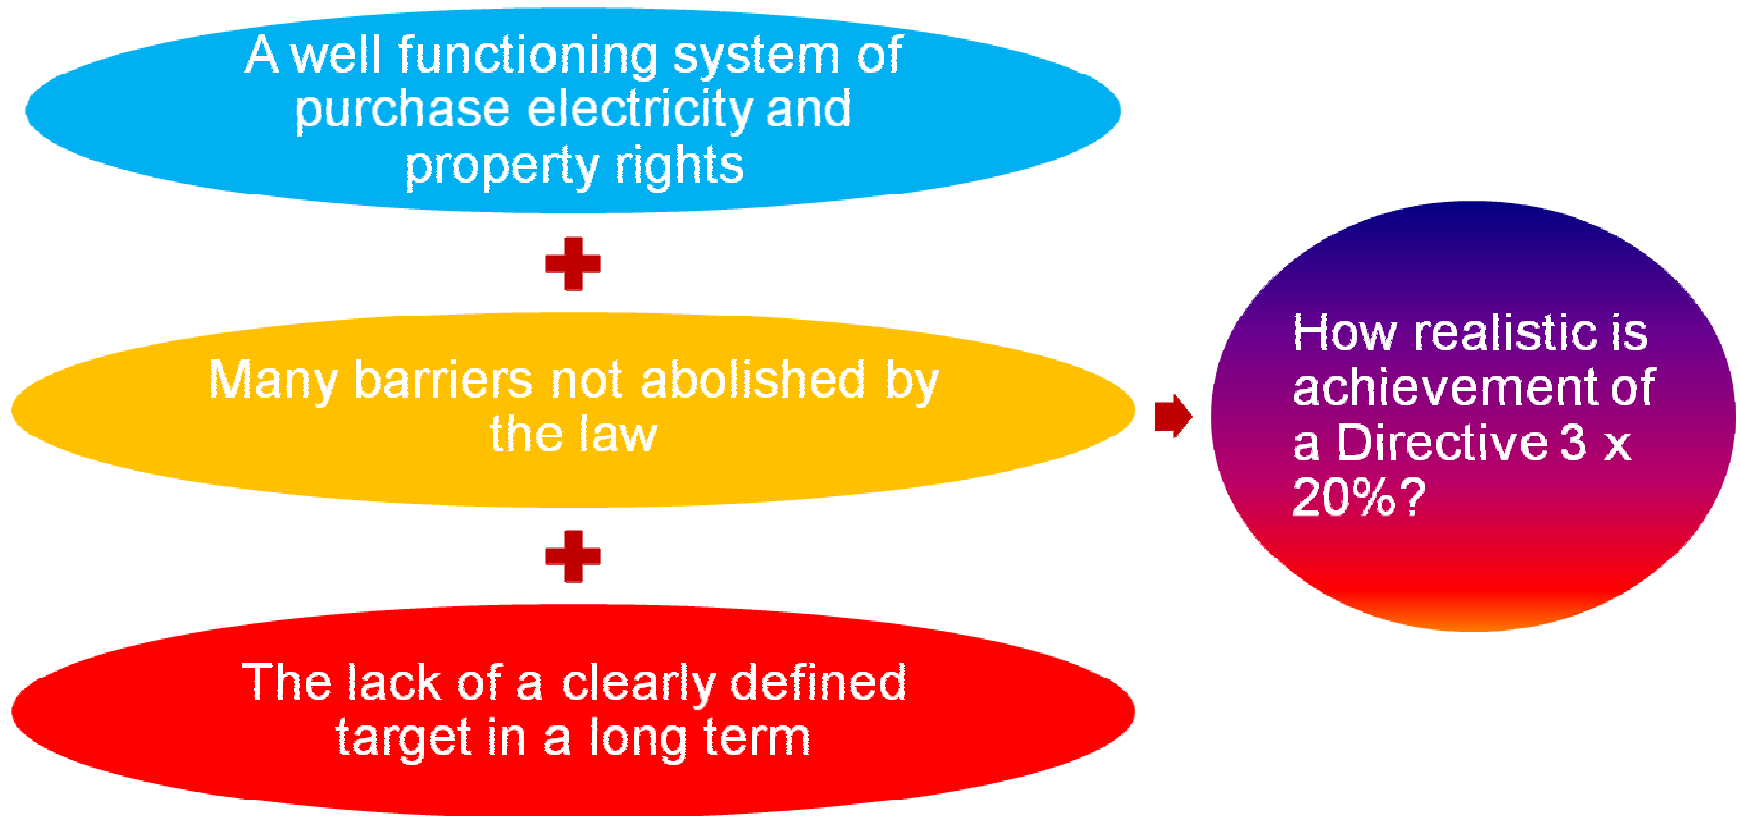 A well functioning system of
purchase electricity and
property rights
Many barriers not abolished by
the law
The lack of a clearly defined
target in a long term
How realistic is
achievement of
a Directive 3 x
20%?